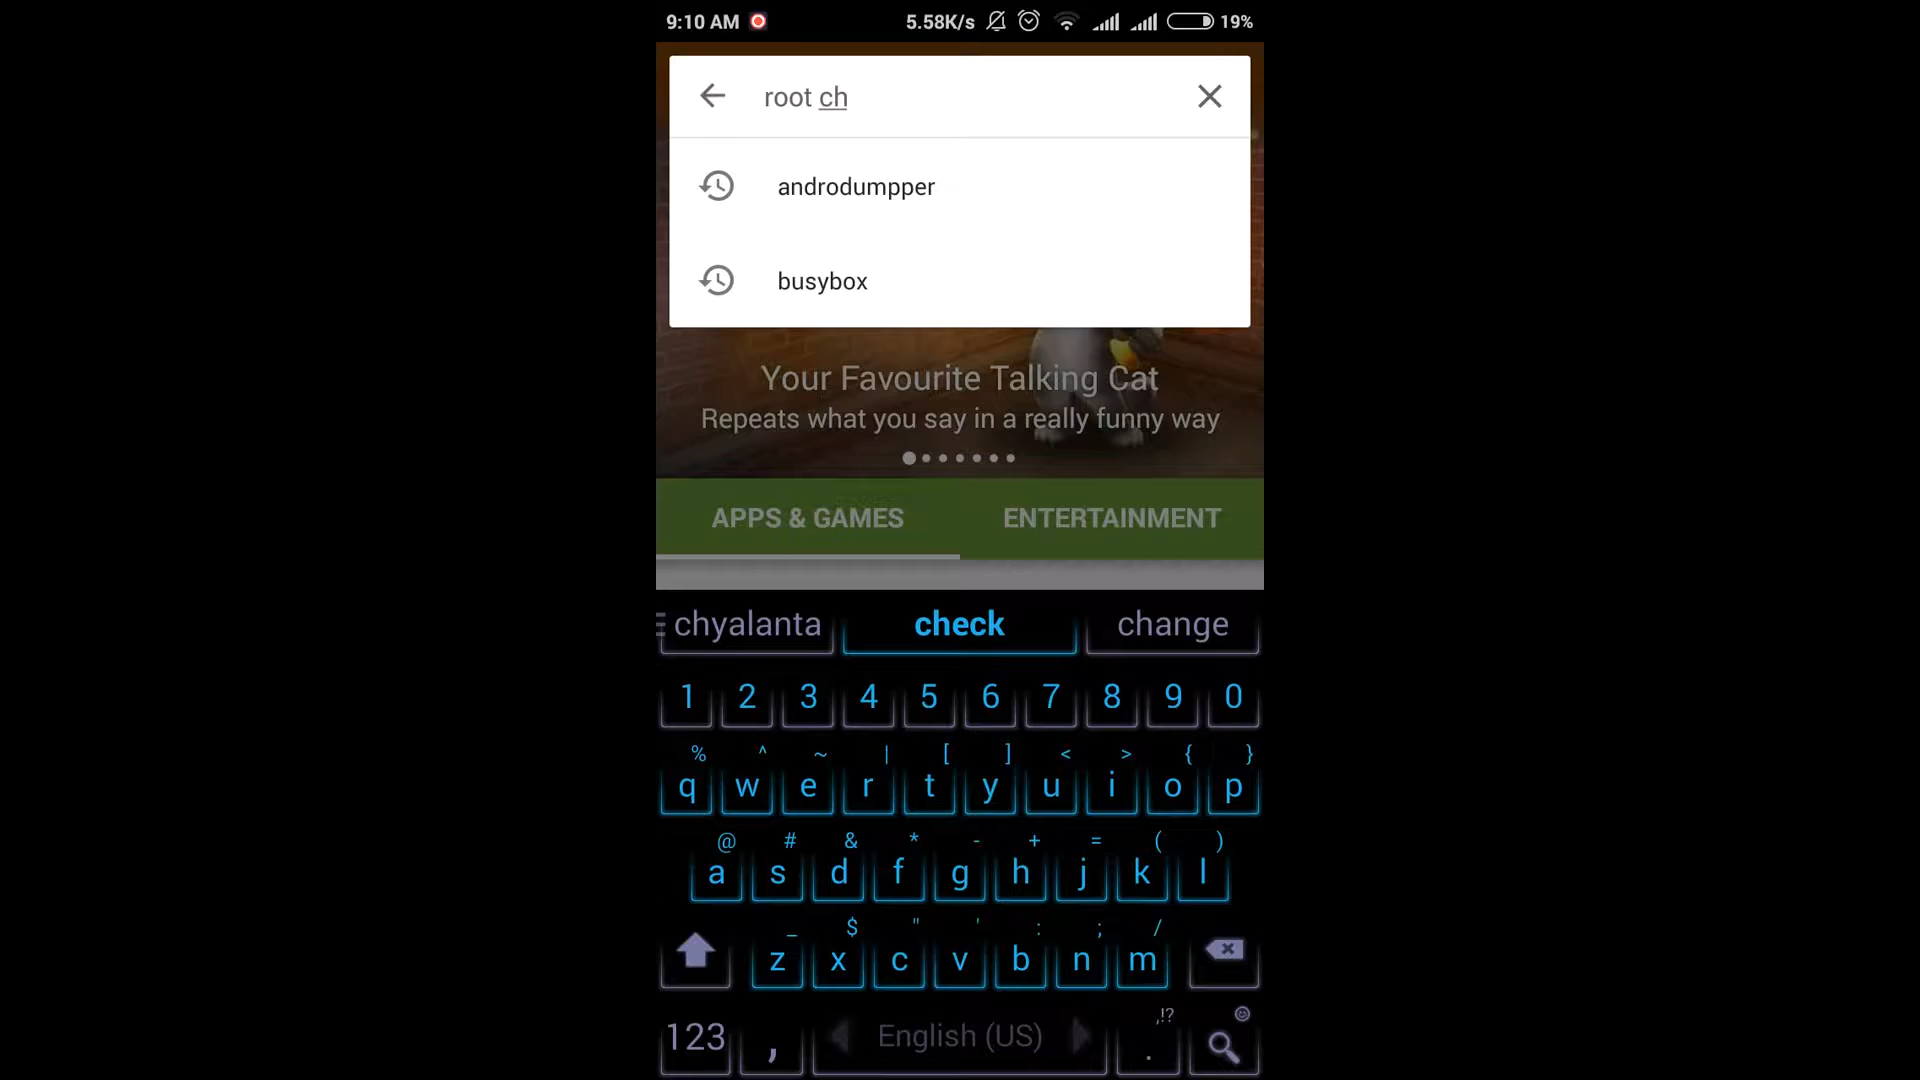 9:10 AM 5.58K/s 19%
root ch
androdumpper
busybox
Your Favourite Talking Cat
Repeats what you say in a really funny way
APPS & GAMES ENTERTAINMENT
chyalanta check change
1 2 3 4 5 6 7 8 9 0
% ^ ~ | [ ] < > { }
q w e r t y u i o p
@ # & * - + = ( )
a s d f g h j k l
_ $ " ' : ; /
z x c v b n m
,!?
123 , English (US) .